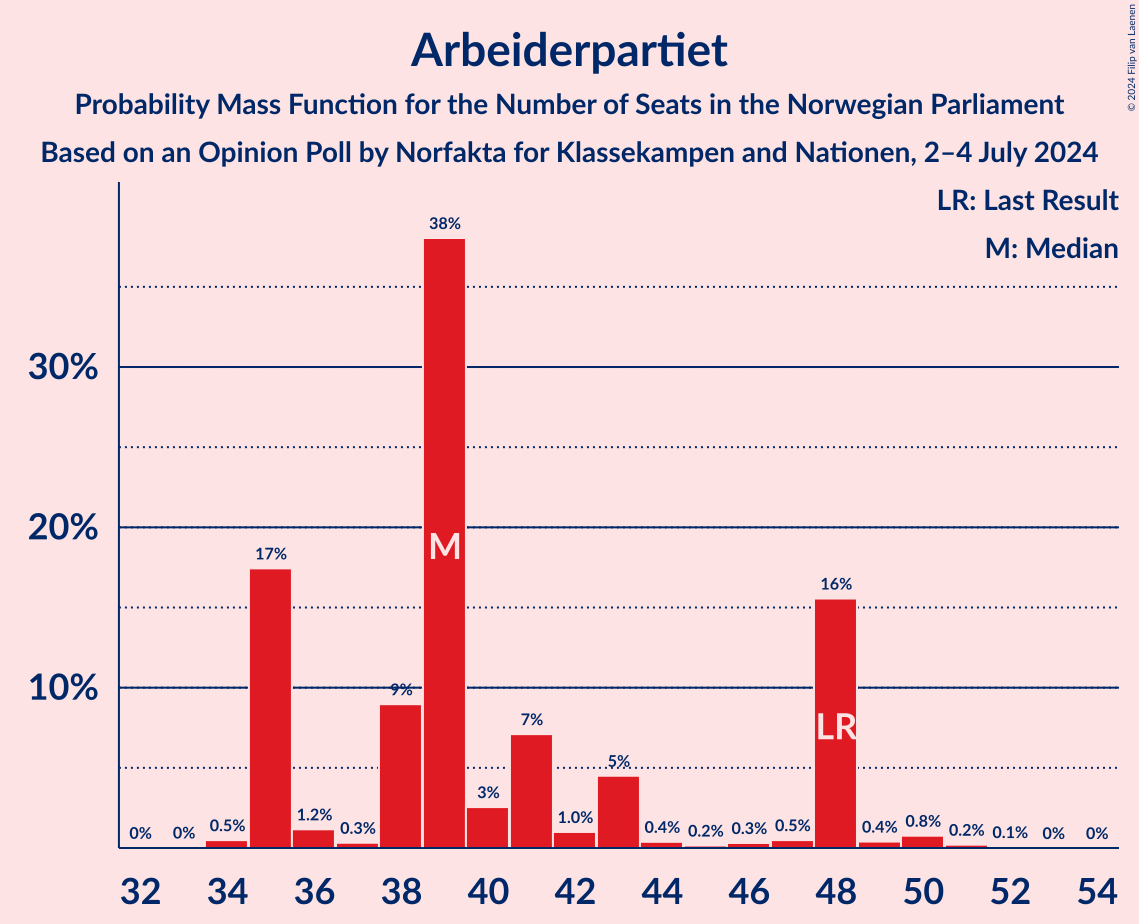 Arbeiderpartiet
Probability Mass Function for the Number of Seats in the Norwegian Parliament
Based on an Opinion Poll by Norfakta for Klassekampen and Nationen, 2–4 July 2024
© 2024 Filip van Laenen
LR: Last Result
M: Median
30%
20%
10%
0% 0% 0.5% 17% 1.2% 0.3% 9% 38% 3% 7% 1.0% 5% 0.4% 0.2% 0.3% 0.5% 16% 0.4% 0.8% 0.2% 0.1% 0% 0%
M
LR
32 34 36 38 40 42 44 46 48 50 52 54